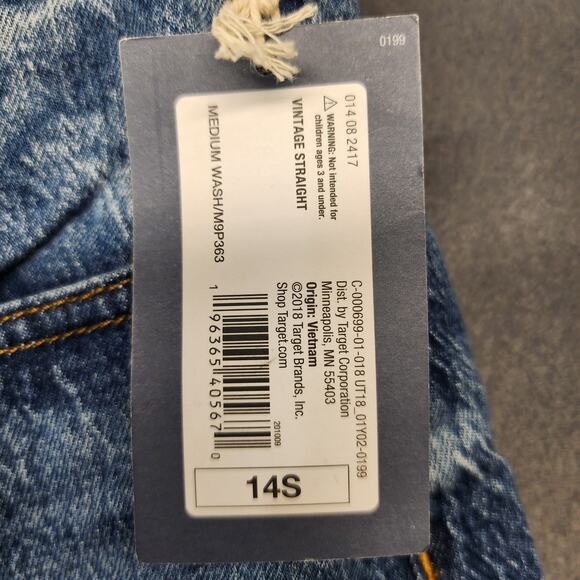 0199
014 08 2417
⚠ WARNING: Not intended for
children ages 3 and under.
VINTAGE STRAIGHT
MEDIUM WASH/M9P363
C-000699-01-018 UT18_01Y02-0199
Dist. by Target Corporation
Minneapolis, MN 55403
Origin: Vietnam
©2018 Target Brands, Inc.
Shop Target.com
201009
1 96365 40567 0
14S